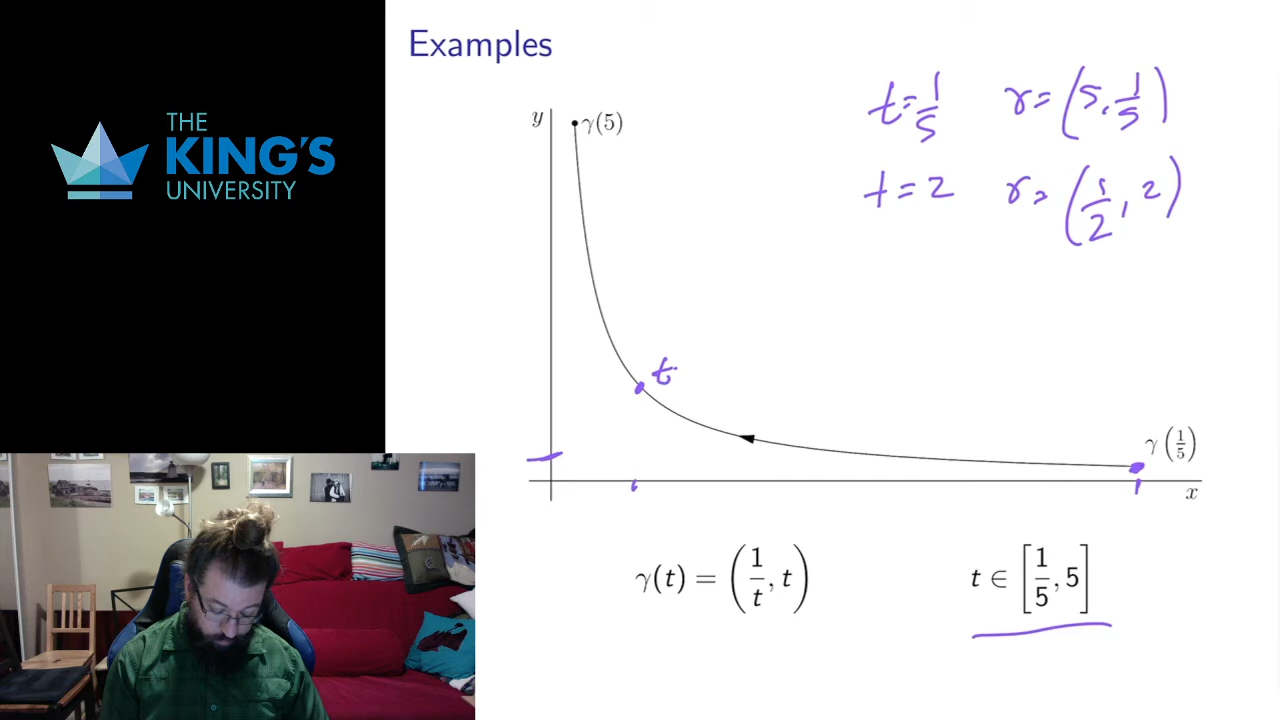 THE
KING'S
UNIVERSITY
Examples
t = 1/5 γ = (5, 1/5)
t = 2 γ = (1/2, 2)
y
γ(5)
t
γ(1/5)
x
γ(t) = (1/t, t) t ∈ [1/5, 5]